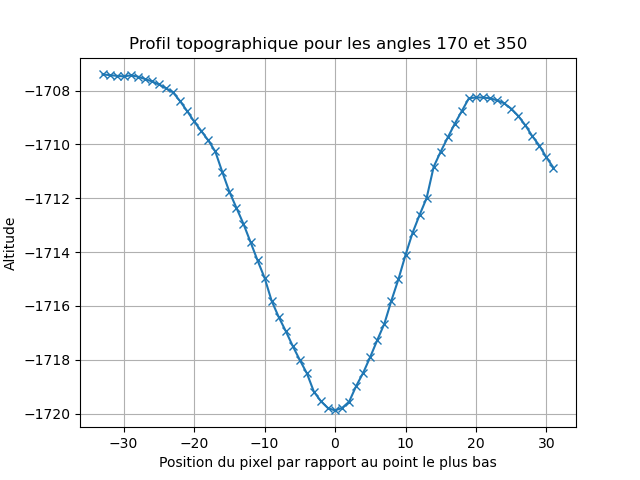 Profil topographique pour les angles 170 et 350
−1708
−1710
−1712
−1714
−1716
−1718
−1720
Altitude
−30 −20 −10 0 10 20 30
Position du pixel par rapport au point le plus bas